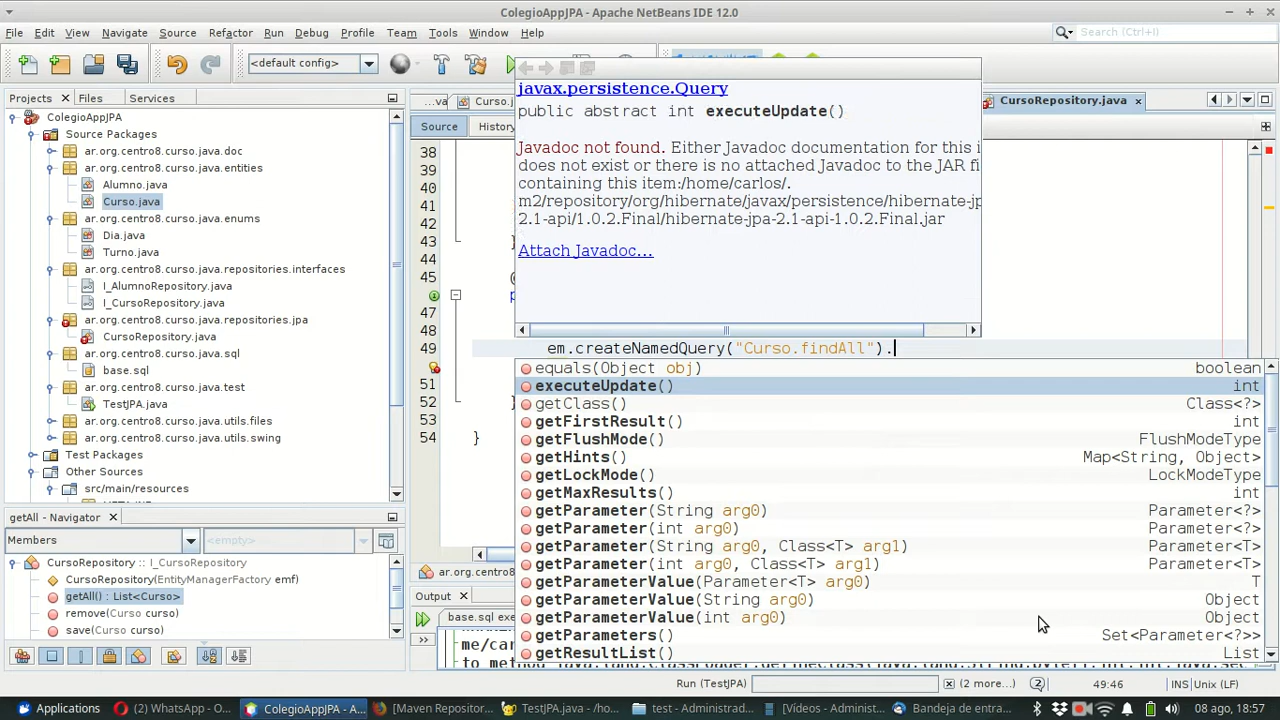 ColegioAppJPA - Apache NetBeans IDE 12.0
File Edit View Navigate Source Refactor Run Debug Profile Team Tools Window Help
Search (Ctrl+I)
<default config>
Projects Files Services
ColegioAppJPA
Source Packages
ar.org.centro8.curso.java.doc
ar.org.centro8.curso.java.entities
Alumno.java
Curso.java
ar.org.centro8.curso.java.enums
Dia.java
Turno.java
ar.org.centro8.curso.java.repositories.interfaces
I_AlumnoRepository.java
I_CursoRepository.java
ar.org.centro8.curso.java.repositories.jpa
CursoRepository.java
ar.org.centro8.curso.java.sql
base.sql
ar.org.centro8.curso.java.test
TestJPA.java
ar.org.centro8.curso.java.utils.files
ar.org.centro8.curso.java.utils.swing
Test Packages
Other Sources
src/main/resources
getAll - Navigator
Members
<empty>
CursoRepository :: I_CursoRepository
CursoRepository(EntityManagerFactory emf)
getAll() : List<Curso>
remove(Curso curso)
save(Curso curso)
...va Curso.j
CursoRepository.java
Source History
javax.persistence.Query
public abstract int executeUpdate()
Javadoc not found. Either Javadoc documentation for this i
does not exist or there is no attached Javadoc to the JAR fi
containing this item:/home/carlos/.
m2/repository/org/hibernate/javax/persistence/hibernate-jp
2.1-api/1.0.2.Final/hibernate-jpa-2.1-api-1.0.2.Final.jar
Attach Javadoc...
38
39
40
41
42
43 }
44
45 @
p
47
48
49 em.createNamedQuery("Curso.findAll").
51
52 }
53
54 }
equals(Object obj) boolean
executeUpdate() int
getClass() Class<?>
getFirstResult() int
getFlushMode() FlushModeType
getHints() Map<String, Object>
getLockMode() LockModeType
getMaxResults() int
getParameter(String arg0) Parameter<?>
getParameter(int arg0) Parameter<?>
getParameter(String arg0, Class<T> arg1) Parameter<T>
getParameter(int arg0, Class<T> arg1) Parameter<T>
getParameterValue(Parameter<T> arg0) T
getParameterValue(String arg0) Object
getParameterValue(int arg0) Object
getParameters() Set<Parameter<?>>
getResultList() List
ar.org.centro8
Output
base.sql exe
me/car
Run (TestJPA) (2 more...) 2 49:46 INS Unix (LF)
Applications (2) WhatsApp - O... ColegioAppJPA - A... [Maven Repositor... TestJPA.java - /ho... test - Administrad... [Vídeos - Administ... Bandeja de entrad... 08 ago, 18:57